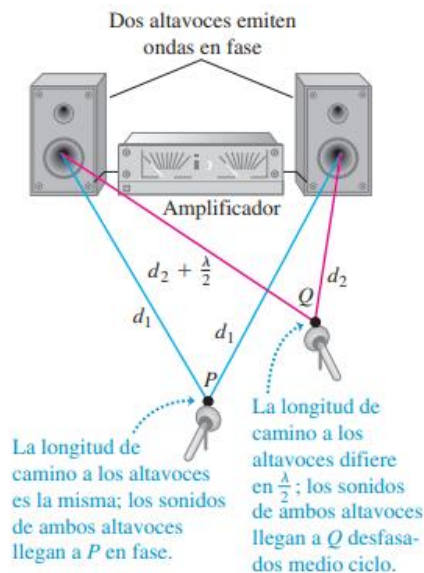 Dos altavoces emiten
ondas en fase
Amplificador
d₂ + λ/2
d₂
Q
d₁
d₁
P
La longitud de
camino a los altavoces
es la misma; los sonidos
de ambos altavoces
llegan a P en fase.
La longitud de
camino a los
altavoces difiere
en λ/2; los sonidos
de ambos altavoces
llegan a Q desfasa-
dos medio ciclo.